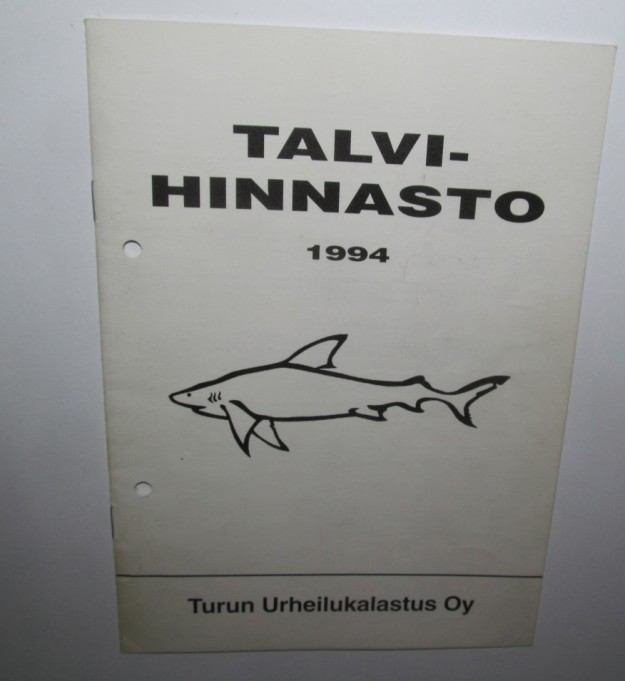 TALVI-
HINNASTO
1994
Turun Urheilukalastus Oy